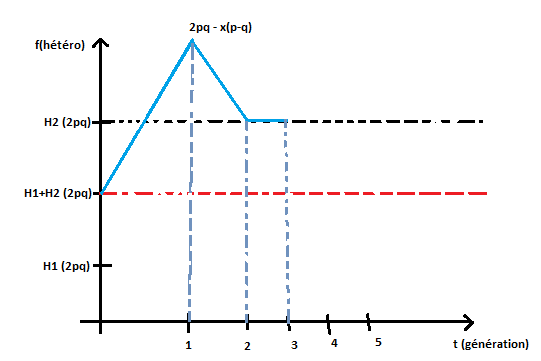 2pq - x(p-q)
f(hétéro)
H2 (2pq)
H1+H2 (2pq)
H1 (2pq)
1 2 3 4 5 t (génération)